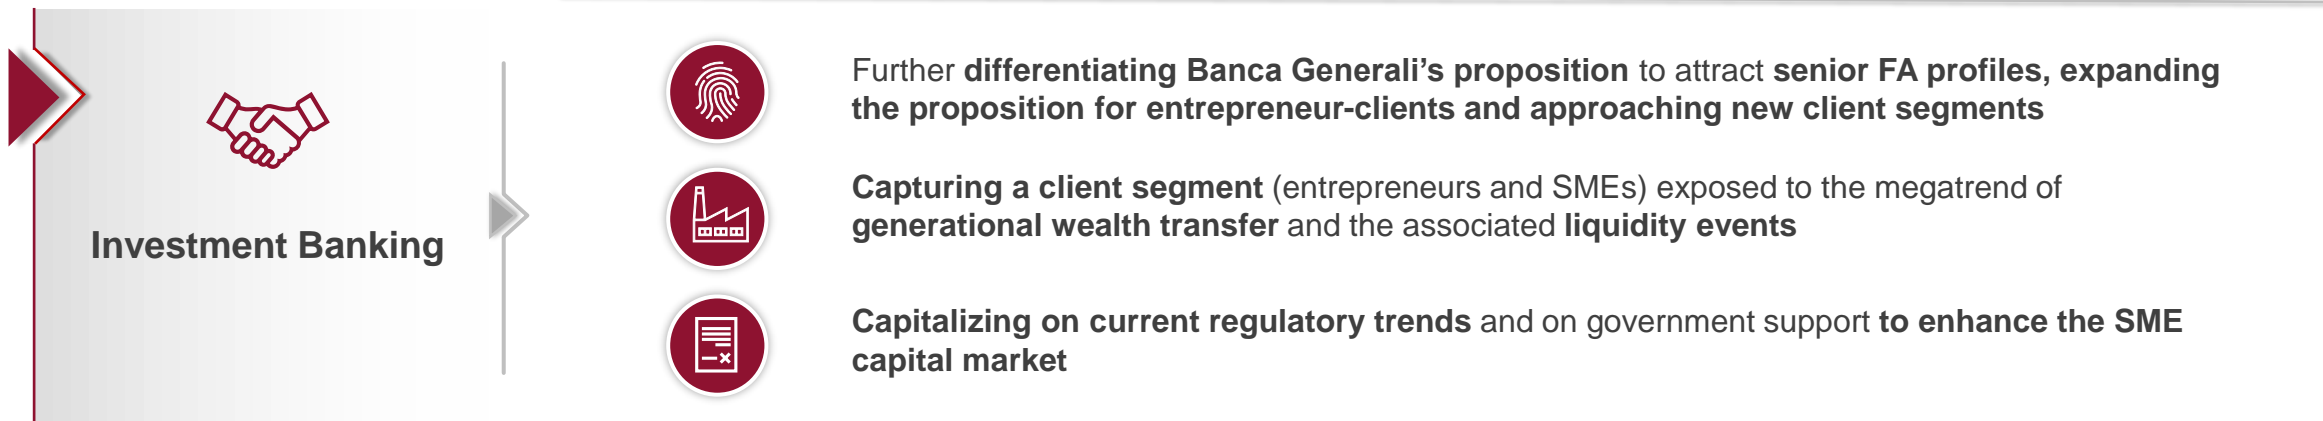 Investment Banking
Further differentiating Banca Generali’s proposition to attract senior FA profiles, expanding
the proposition for entrepreneur-clients and approaching new client segments
Capturing a client segment (entrepreneurs and SMEs) exposed to the megatrend of
generational wealth transfer and the associated liquidity events
Capitalizing on current regulatory trends and on government support to enhance the SME
capital market